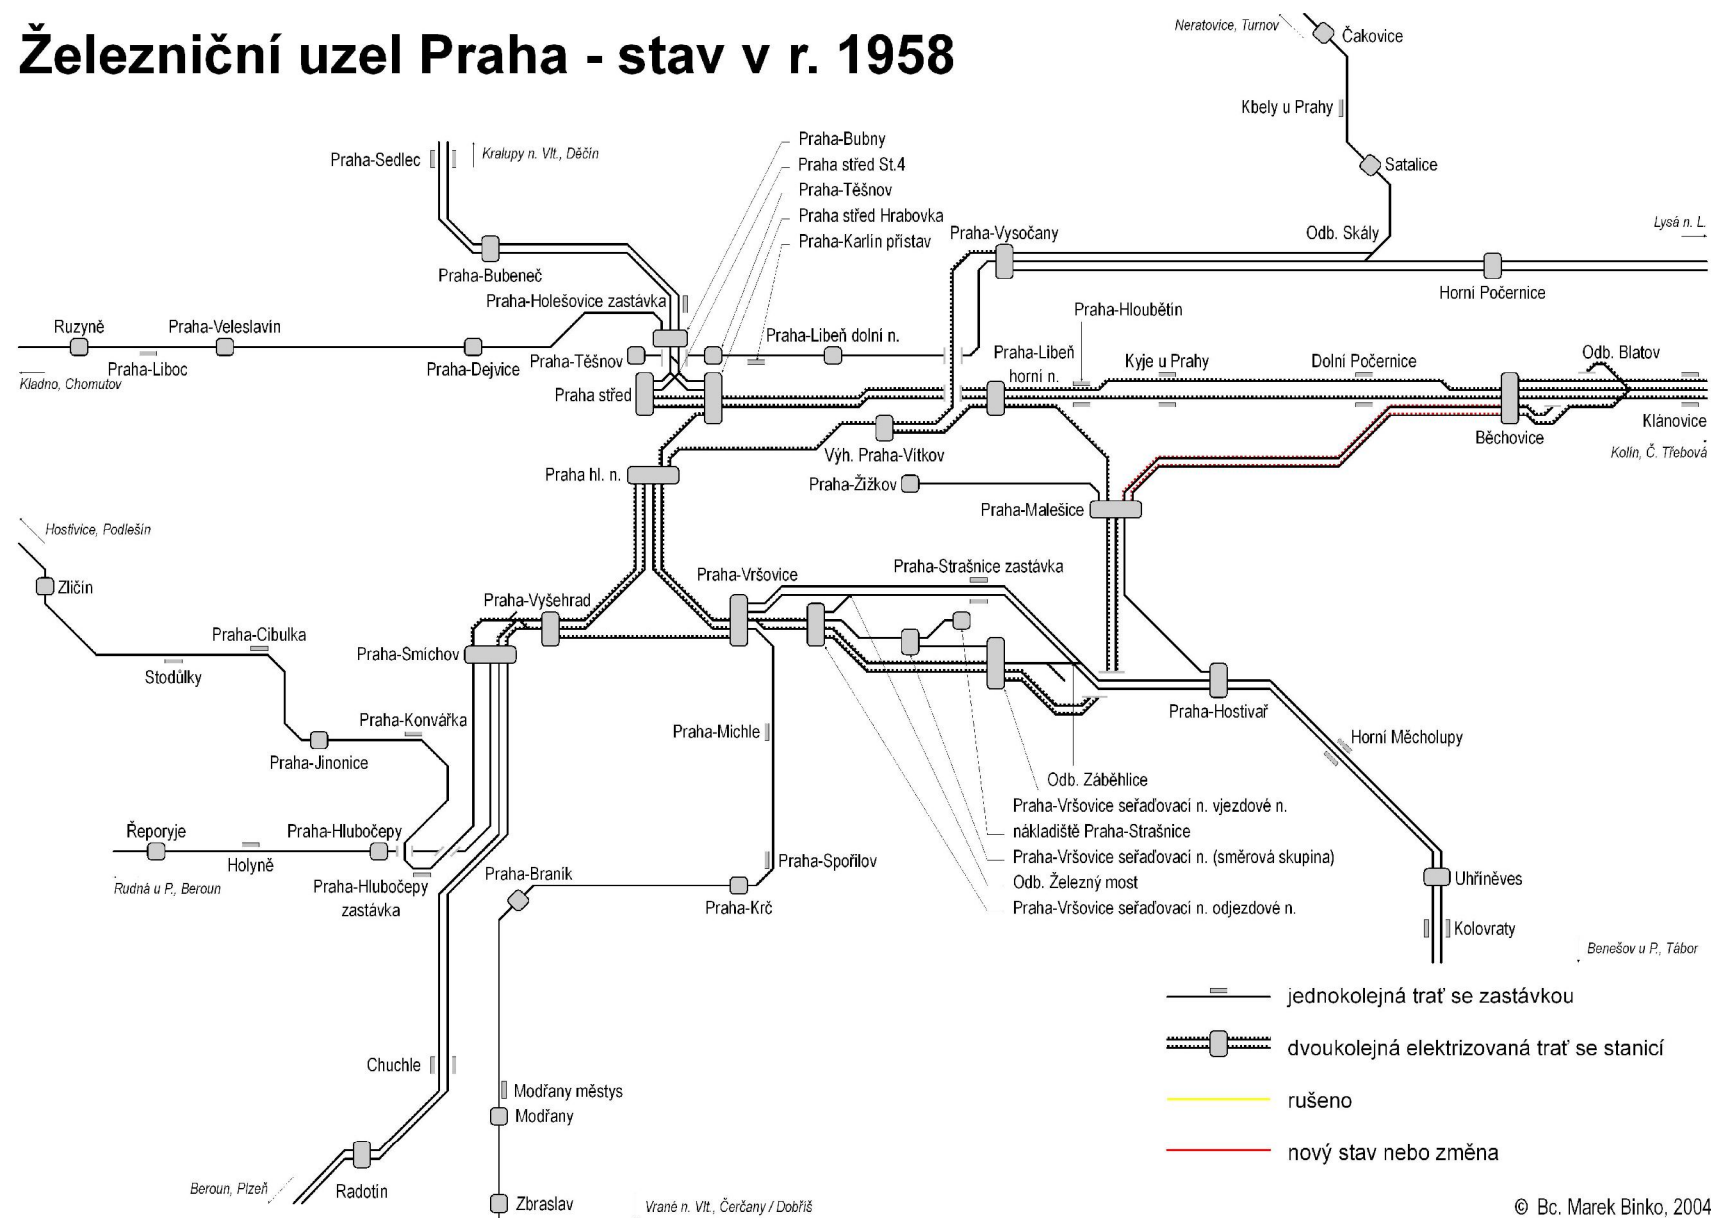 Železniční uzel Praha - stav v r. 1958
Neratovice, Turnov
Čakovice
Kbely u Prahy
Satalice
Praha-Sedlec
Kralupy n. Vlt., Děčín
Praha-Bubny
Praha střed St.4
Praha-Těšnov
Praha střed Hrabovka
Praha-Karlín přístav
Praha-Vysočany
Odb. Skály
Lysá n. L.
Praha-Bubeneč
Horní Počernice
Praha-Holešovice zastávka
Praha-Hloubětín
Ruzyně
Praha-Veleslavín
Praha-Libeň dolní n.
Praha-Liboc
Praha-Dejvice
Praha-Těšnov
Praha-Libeň
horní n.
Kyje u Prahy
Dolní Počernice
Odb. Blatov
Kladno, Chomutov
Praha střed
Klánovice
Běchovice
Kolín, Č. Třebová
Výh. Praha-Vítkov
Praha hl. n.
Praha-Žižkov
Praha-Malešice
Hostivice, Podlešín
Zličín
Praha-Strašnice zastávka
Praha-Vršovice
Praha-Vyšehrad
Praha-Cibulka
Praha-Smíchov
Stodůlky
Praha-Konvářka
Praha-Hostivař
Praha-Michle
Horní Měcholupy
Praha-Jinonice
Odb. Záběhlice
Praha-Vršovice seřaďovací n. vjezdové n.
nákladiště Praha-Strašnice
Praha-Vršovice seřaďovací n. (směrová skupina)
Odb. Železný most
Praha-Vršovice seřaďovací n. odjezdové n.
Řeporyje
Praha-Hlubočepy
Holyně
Praha-Spořilov
Praha-Braník
Rudná u P., Beroun
Praha-Hlubočepy
zastávka
Praha-Krč
Uhříněves
Kolovraty
Benešov u P., Tábor
jednokolejná trať se zastávkou
dvoukolejná elektrizovaná trať se stanicí
rušeno
nový stav nebo změna
Chuchle
Modřany městys
Modřany
Beroun, Plzeň
Radotín
Zbraslav
Vrané n. Vlt., Čerčany / Dobříš
© Bc. Marek Binko, 2004